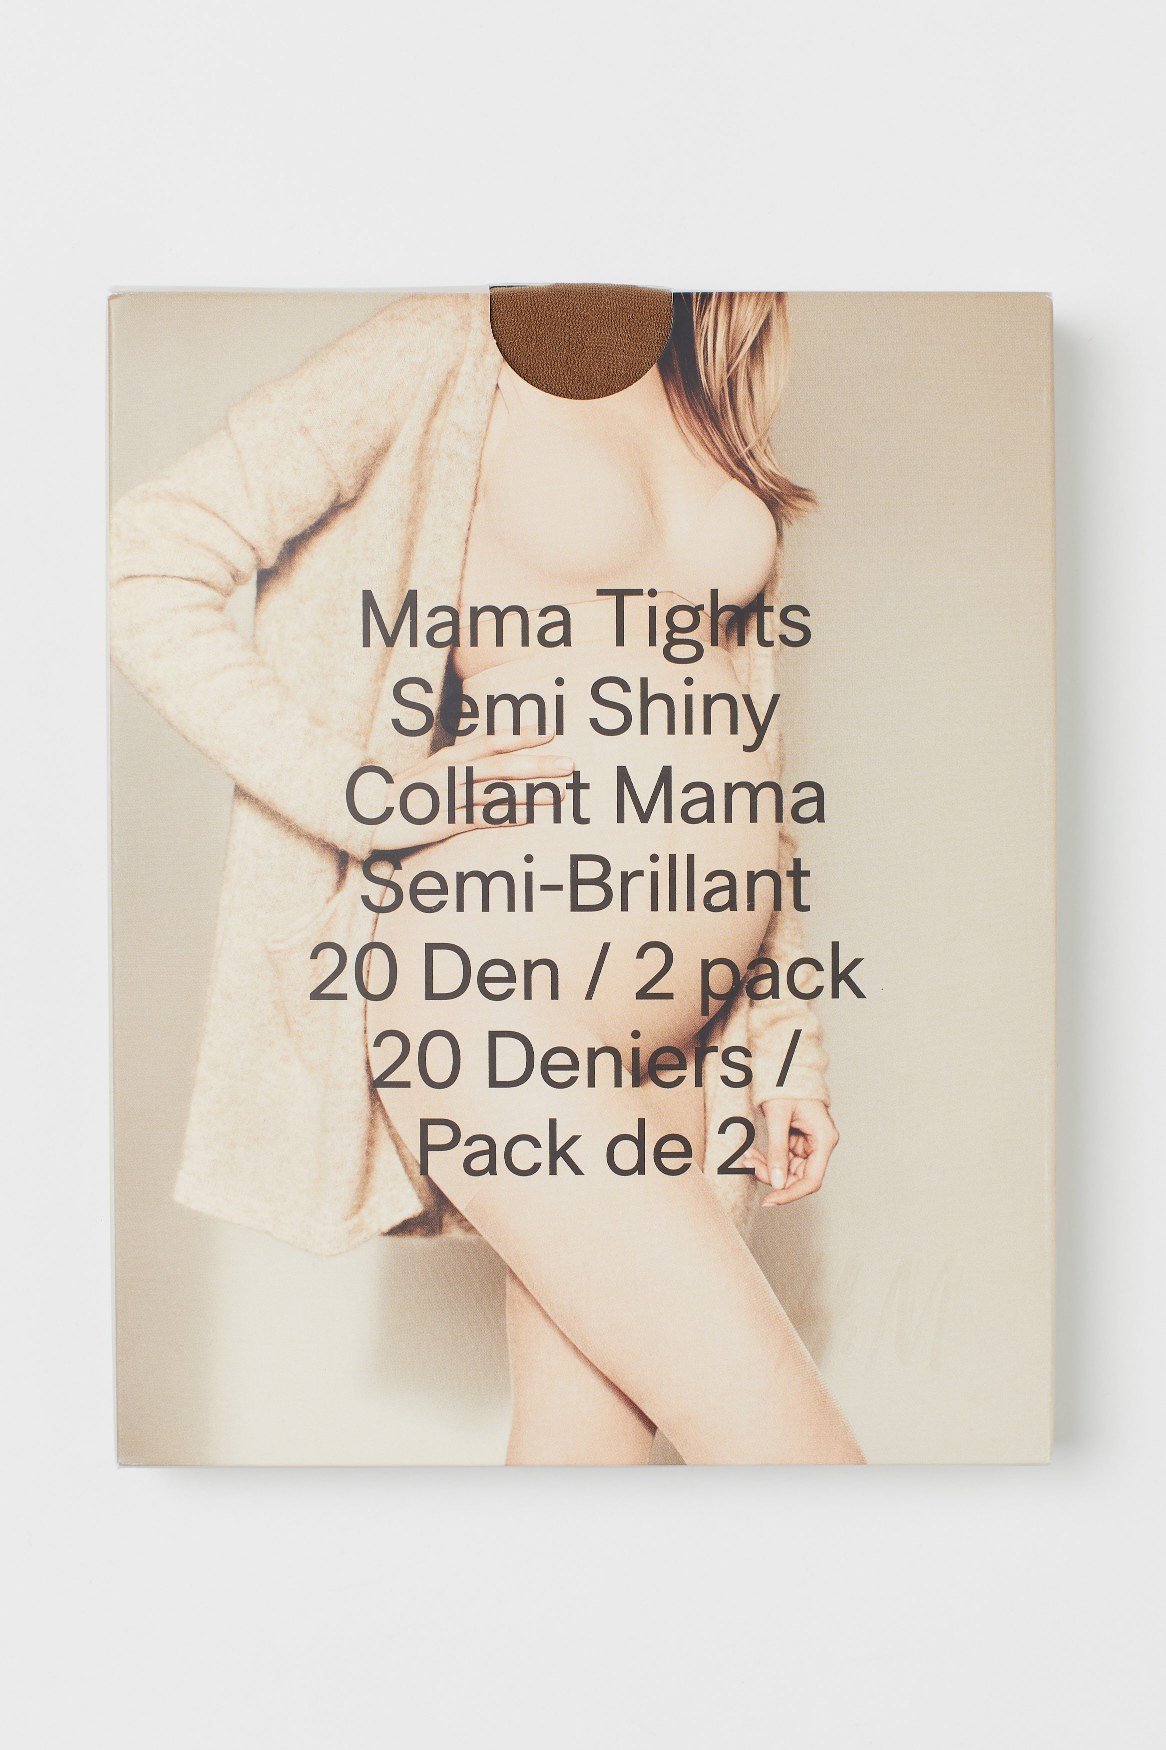 Mama Tights
Semi Shiny
Collant Mama
Semi-Brillant
20 Den / 2 pack
20 Deniers /
Pack de 2